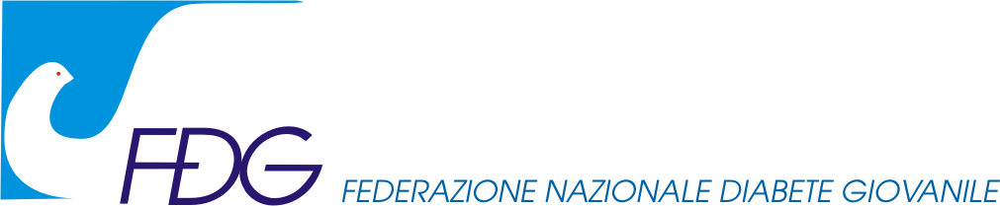 FDG
FEDERAZIONE NAZIONALE DIABETE GIOVANILE